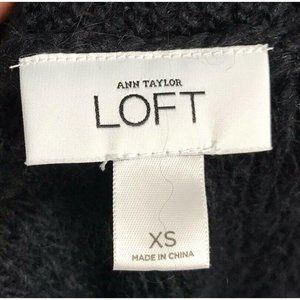 ANN TAYLOR
LOFT
XS
MADE IN CHINA